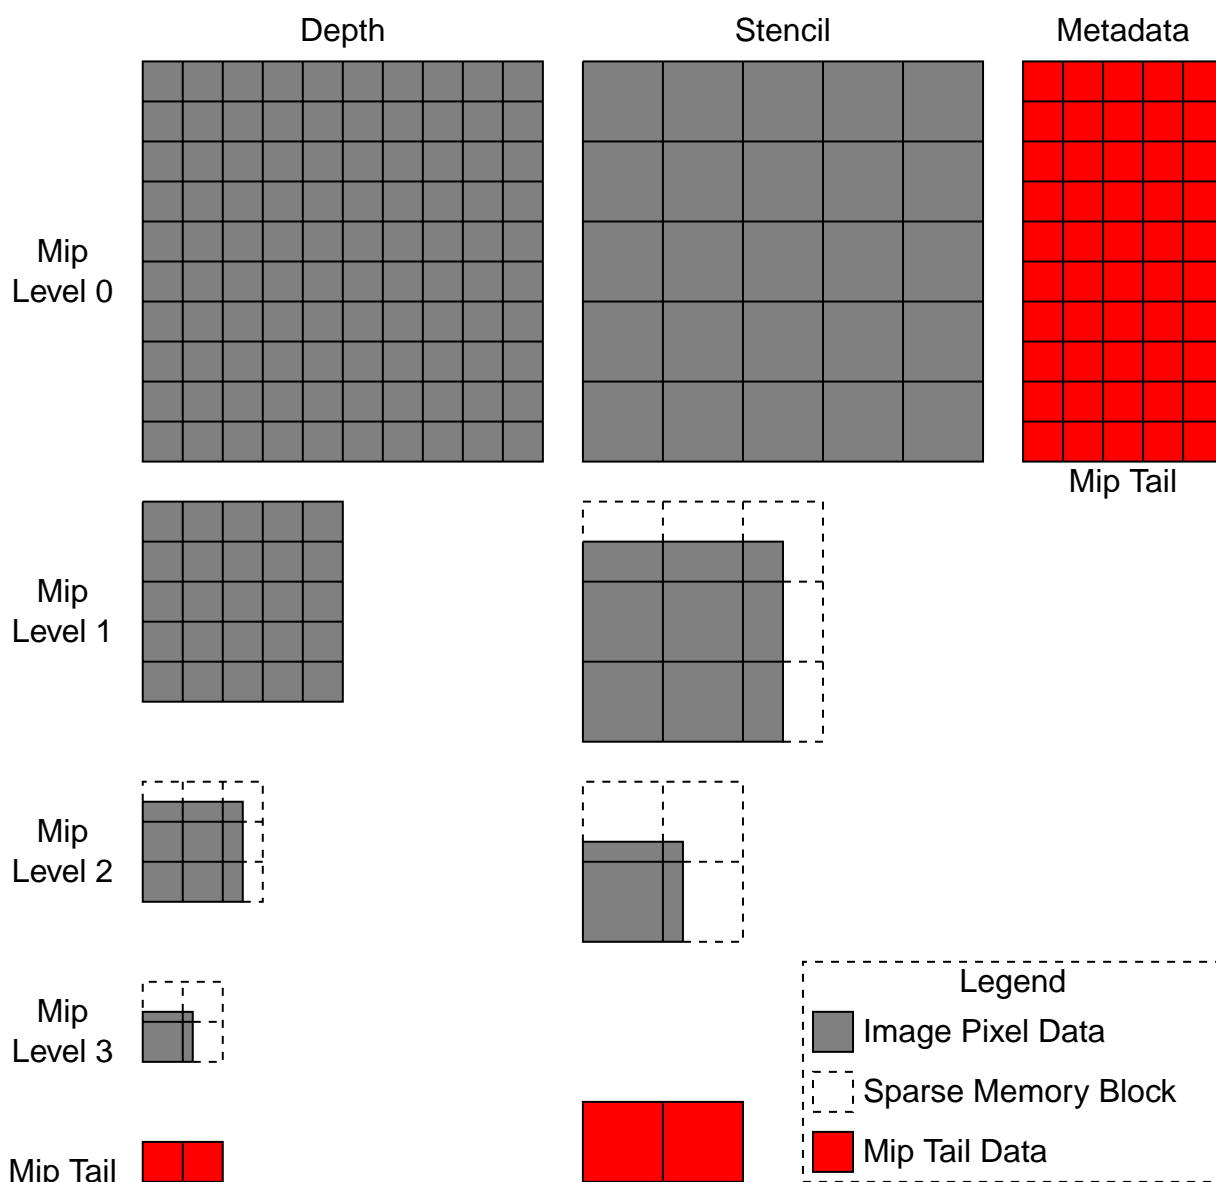 Depth
Stencil
Metadata
Mip
Level 0
Mip Tail
Mip
Level 1
Mip
Level 2
Mip
Level 3
Mip Tail
Legend
Image Pixel Data
Sparse Memory Block
Mip Tail Data